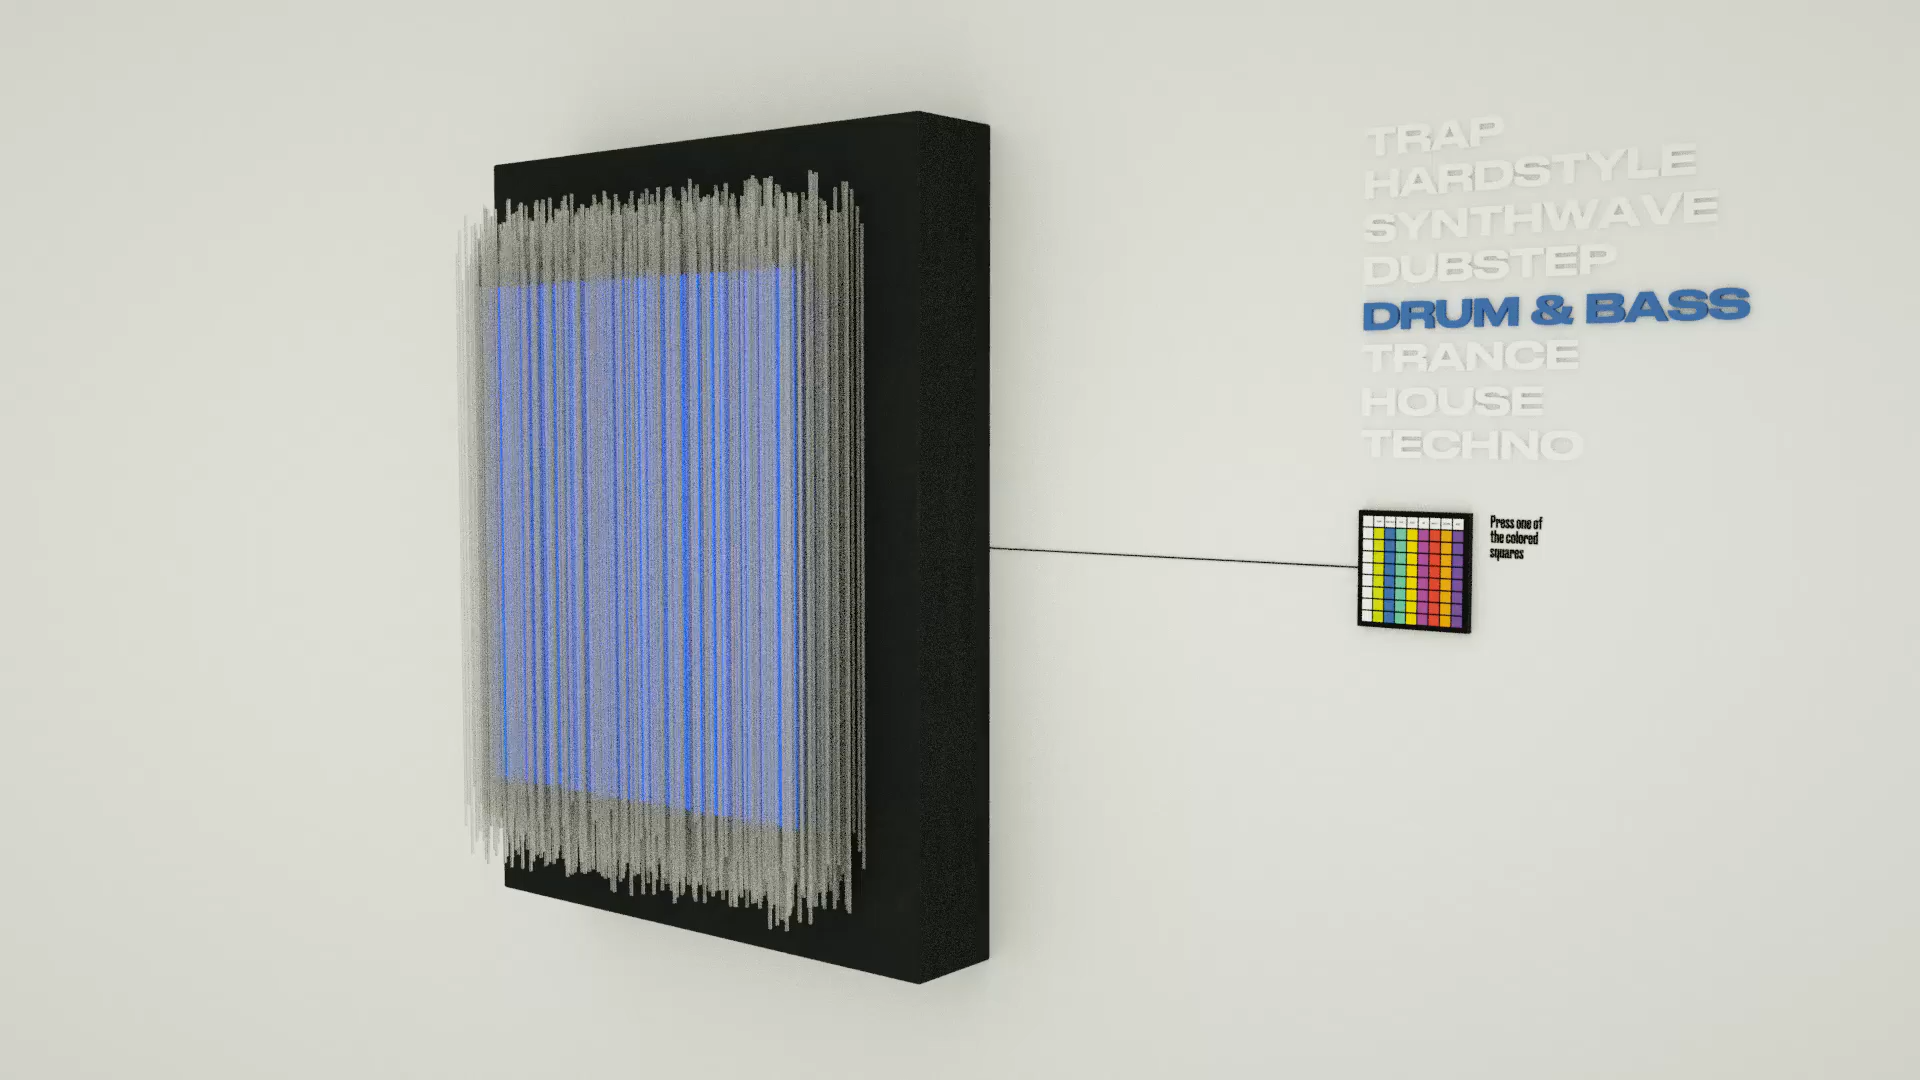 TRAP
HARDSTYLE
SYNTHWAVE
DUBSTEP
DRUM & BASS
TRANCE
HOUSE
TECHNO
Press one of
the colored
squares